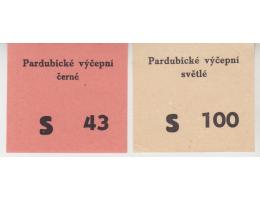 Pardubické výčepní
černé
S 43
Pardubické výčepní
světlé
S 100